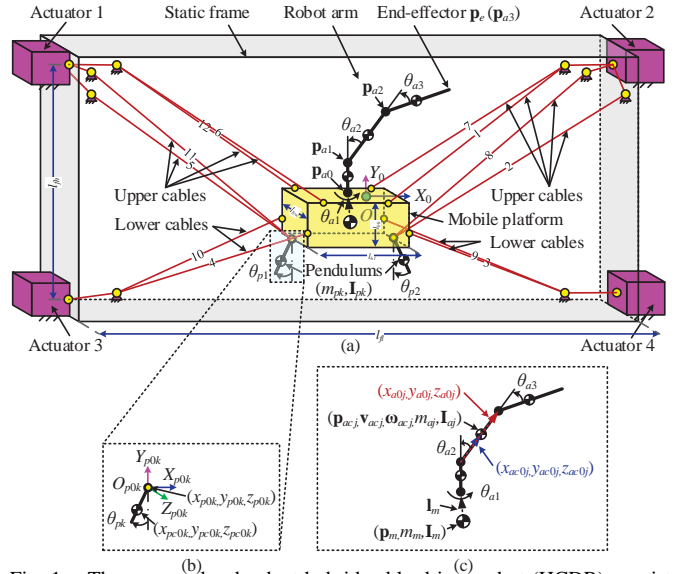 Actuator 1
Static frame
Robot arm
End-effector p_e (p_a3)
Actuator 2
θ_a3
p_a2
θ_a2
p_a1
p_a0
12
6
7
1
11
5
8
2
Y_0
X_0
O
θ_a1
Upper cables
Upper cables
Lower cables
Mobile platform
Lower cables
10
4
9
3
θ_p1
Pendulums
(m_pk, I_pk)
θ_p2
Actuator 3
l_fl
Actuator 4
(a)
(x_a0j, y_a0j, z_a0j)
θ_a3
(p_acj, v_acj, ω_acj, m_aj, I_aj)
θ_a2
(x_ac0j, y_ac0j, z_ac0j)
θ_a1
l_m
(p_m, m_m, I_m)
(c)
Y_p0k
O_p0k
X_p0k
Z_p0k
(x_p0k, y_p0k, z_p0k)
θ_pk
(x_pc0k, y_pc0k, z_pc0k)
(b)